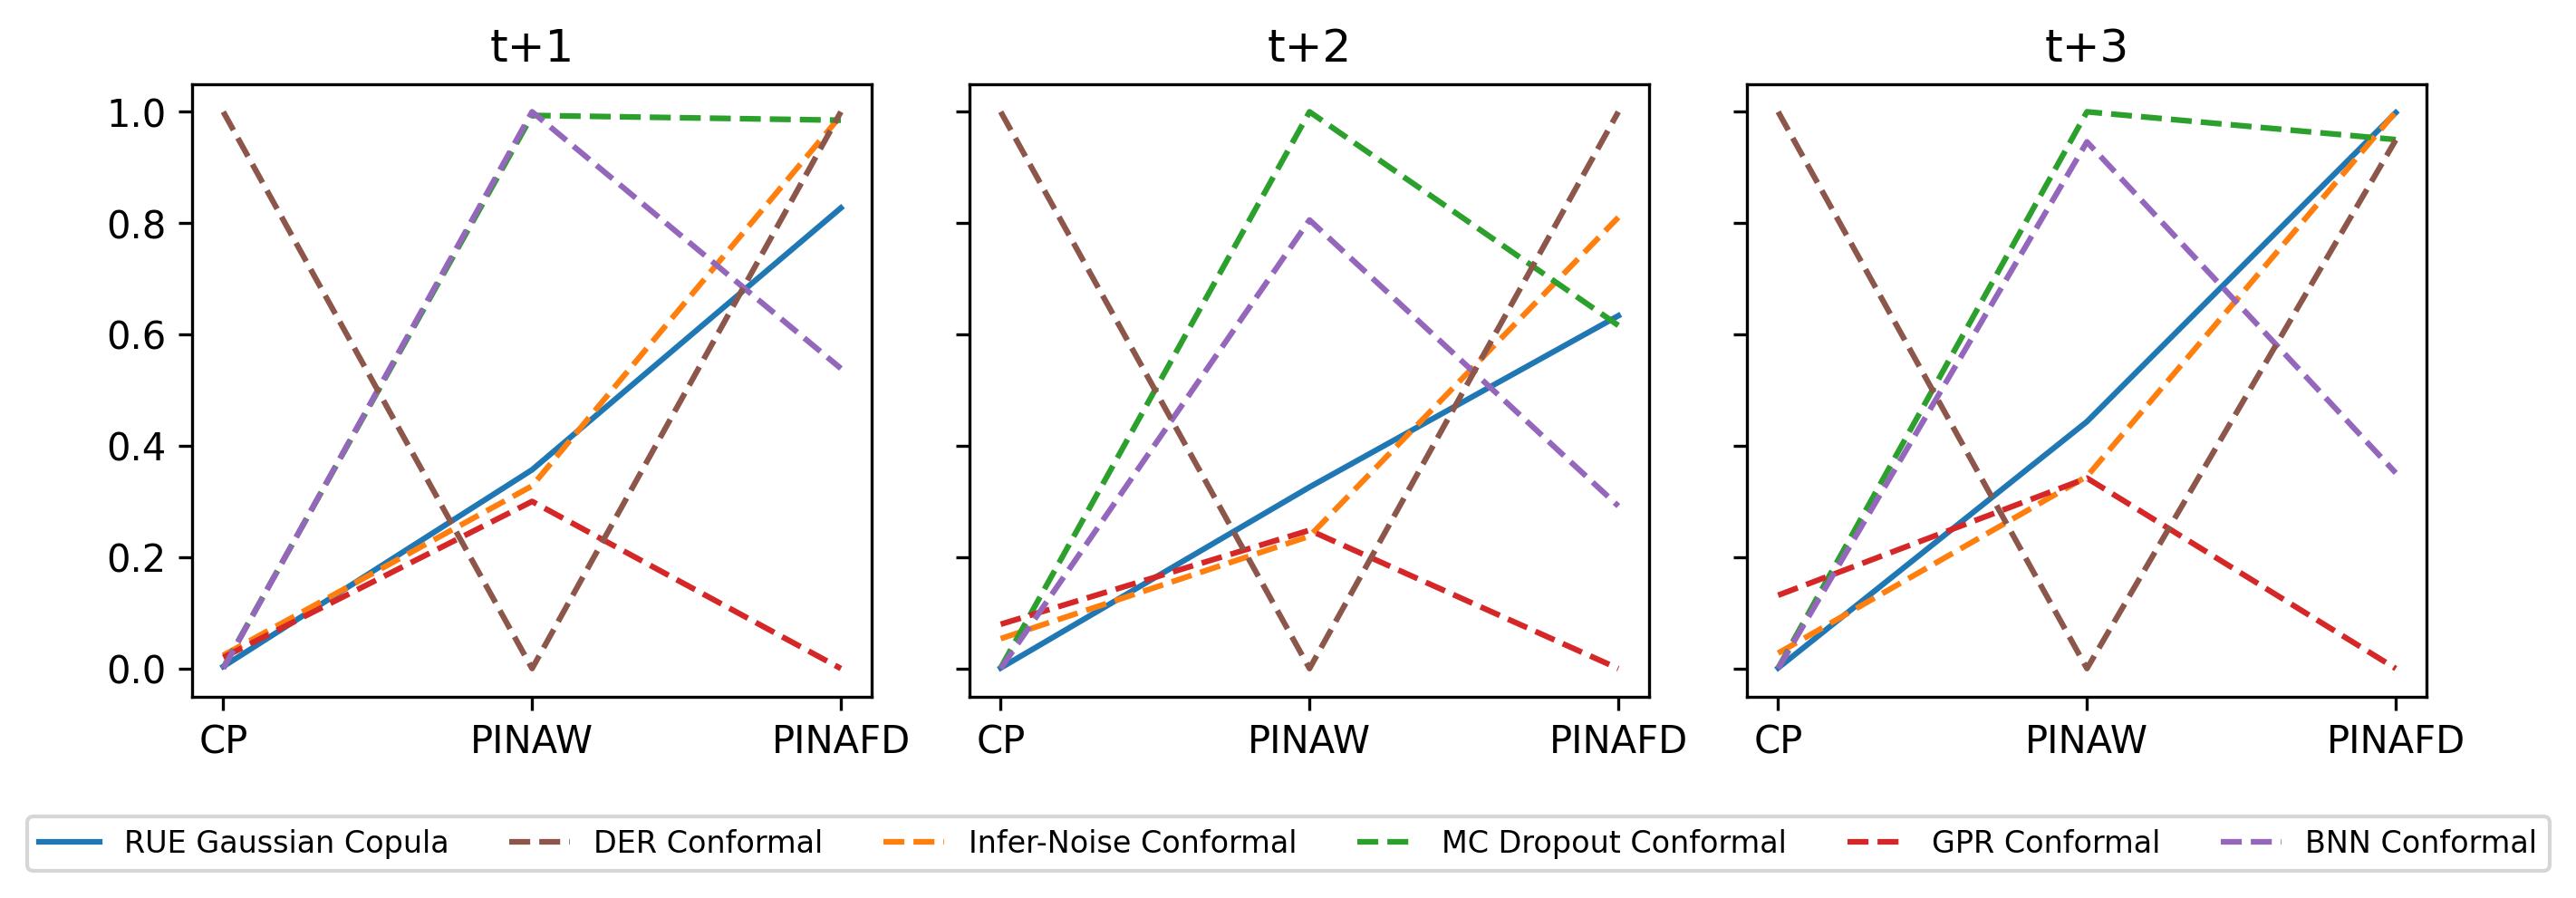 t+1 t+2 t+3
1.0
0.8
0.6
0.4
0.2
0.0
CP PINAW PINAFD CP PINAW PINAFD CP PINAW PINAFD
RUE Gaussian Copula DER Conformal Infer-Noise Conformal MC Dropout Conformal GPR Conformal BNN Conformal